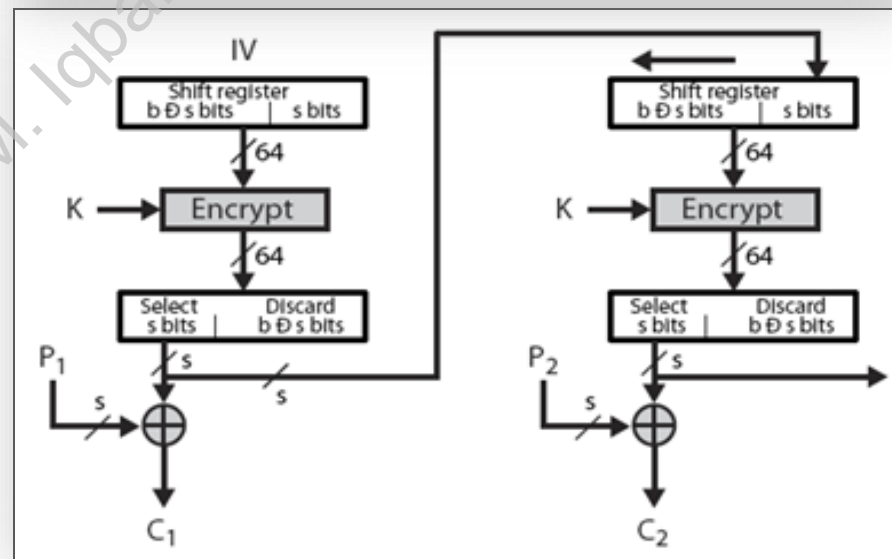 M. Iqba
IV
Shift register
b Đ s bits | s bits
64
K
Encrypt
64
Select
s bits
Discard
b Đ s bits
P1
s
s
s
C1
Shift register
b Đ s bits | s bits
64
K
Encrypt
64
Select
s bits
Discard
b Đ s bits
P2
s
s
C2